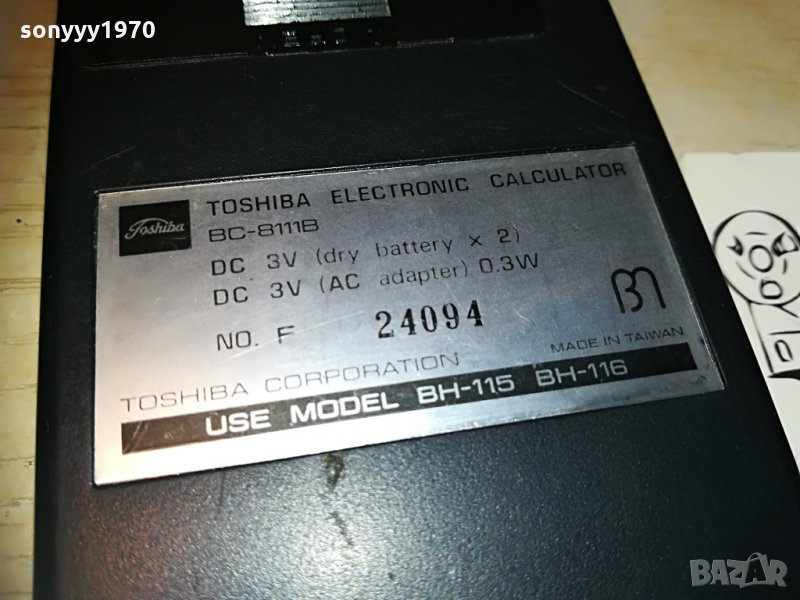 sonyyy1970
Toshiba
TOSHIBA ELECTRONIC CALCULATOR
BC-8111B
DC 3V (dry battery × 2)
DC 3V (AC adapter) 0.3W
NO. F 24094
MADE IN TAIWAN
TOSHIBA CORPORATION
USE MODEL BH-115 BH-116
BAZAR